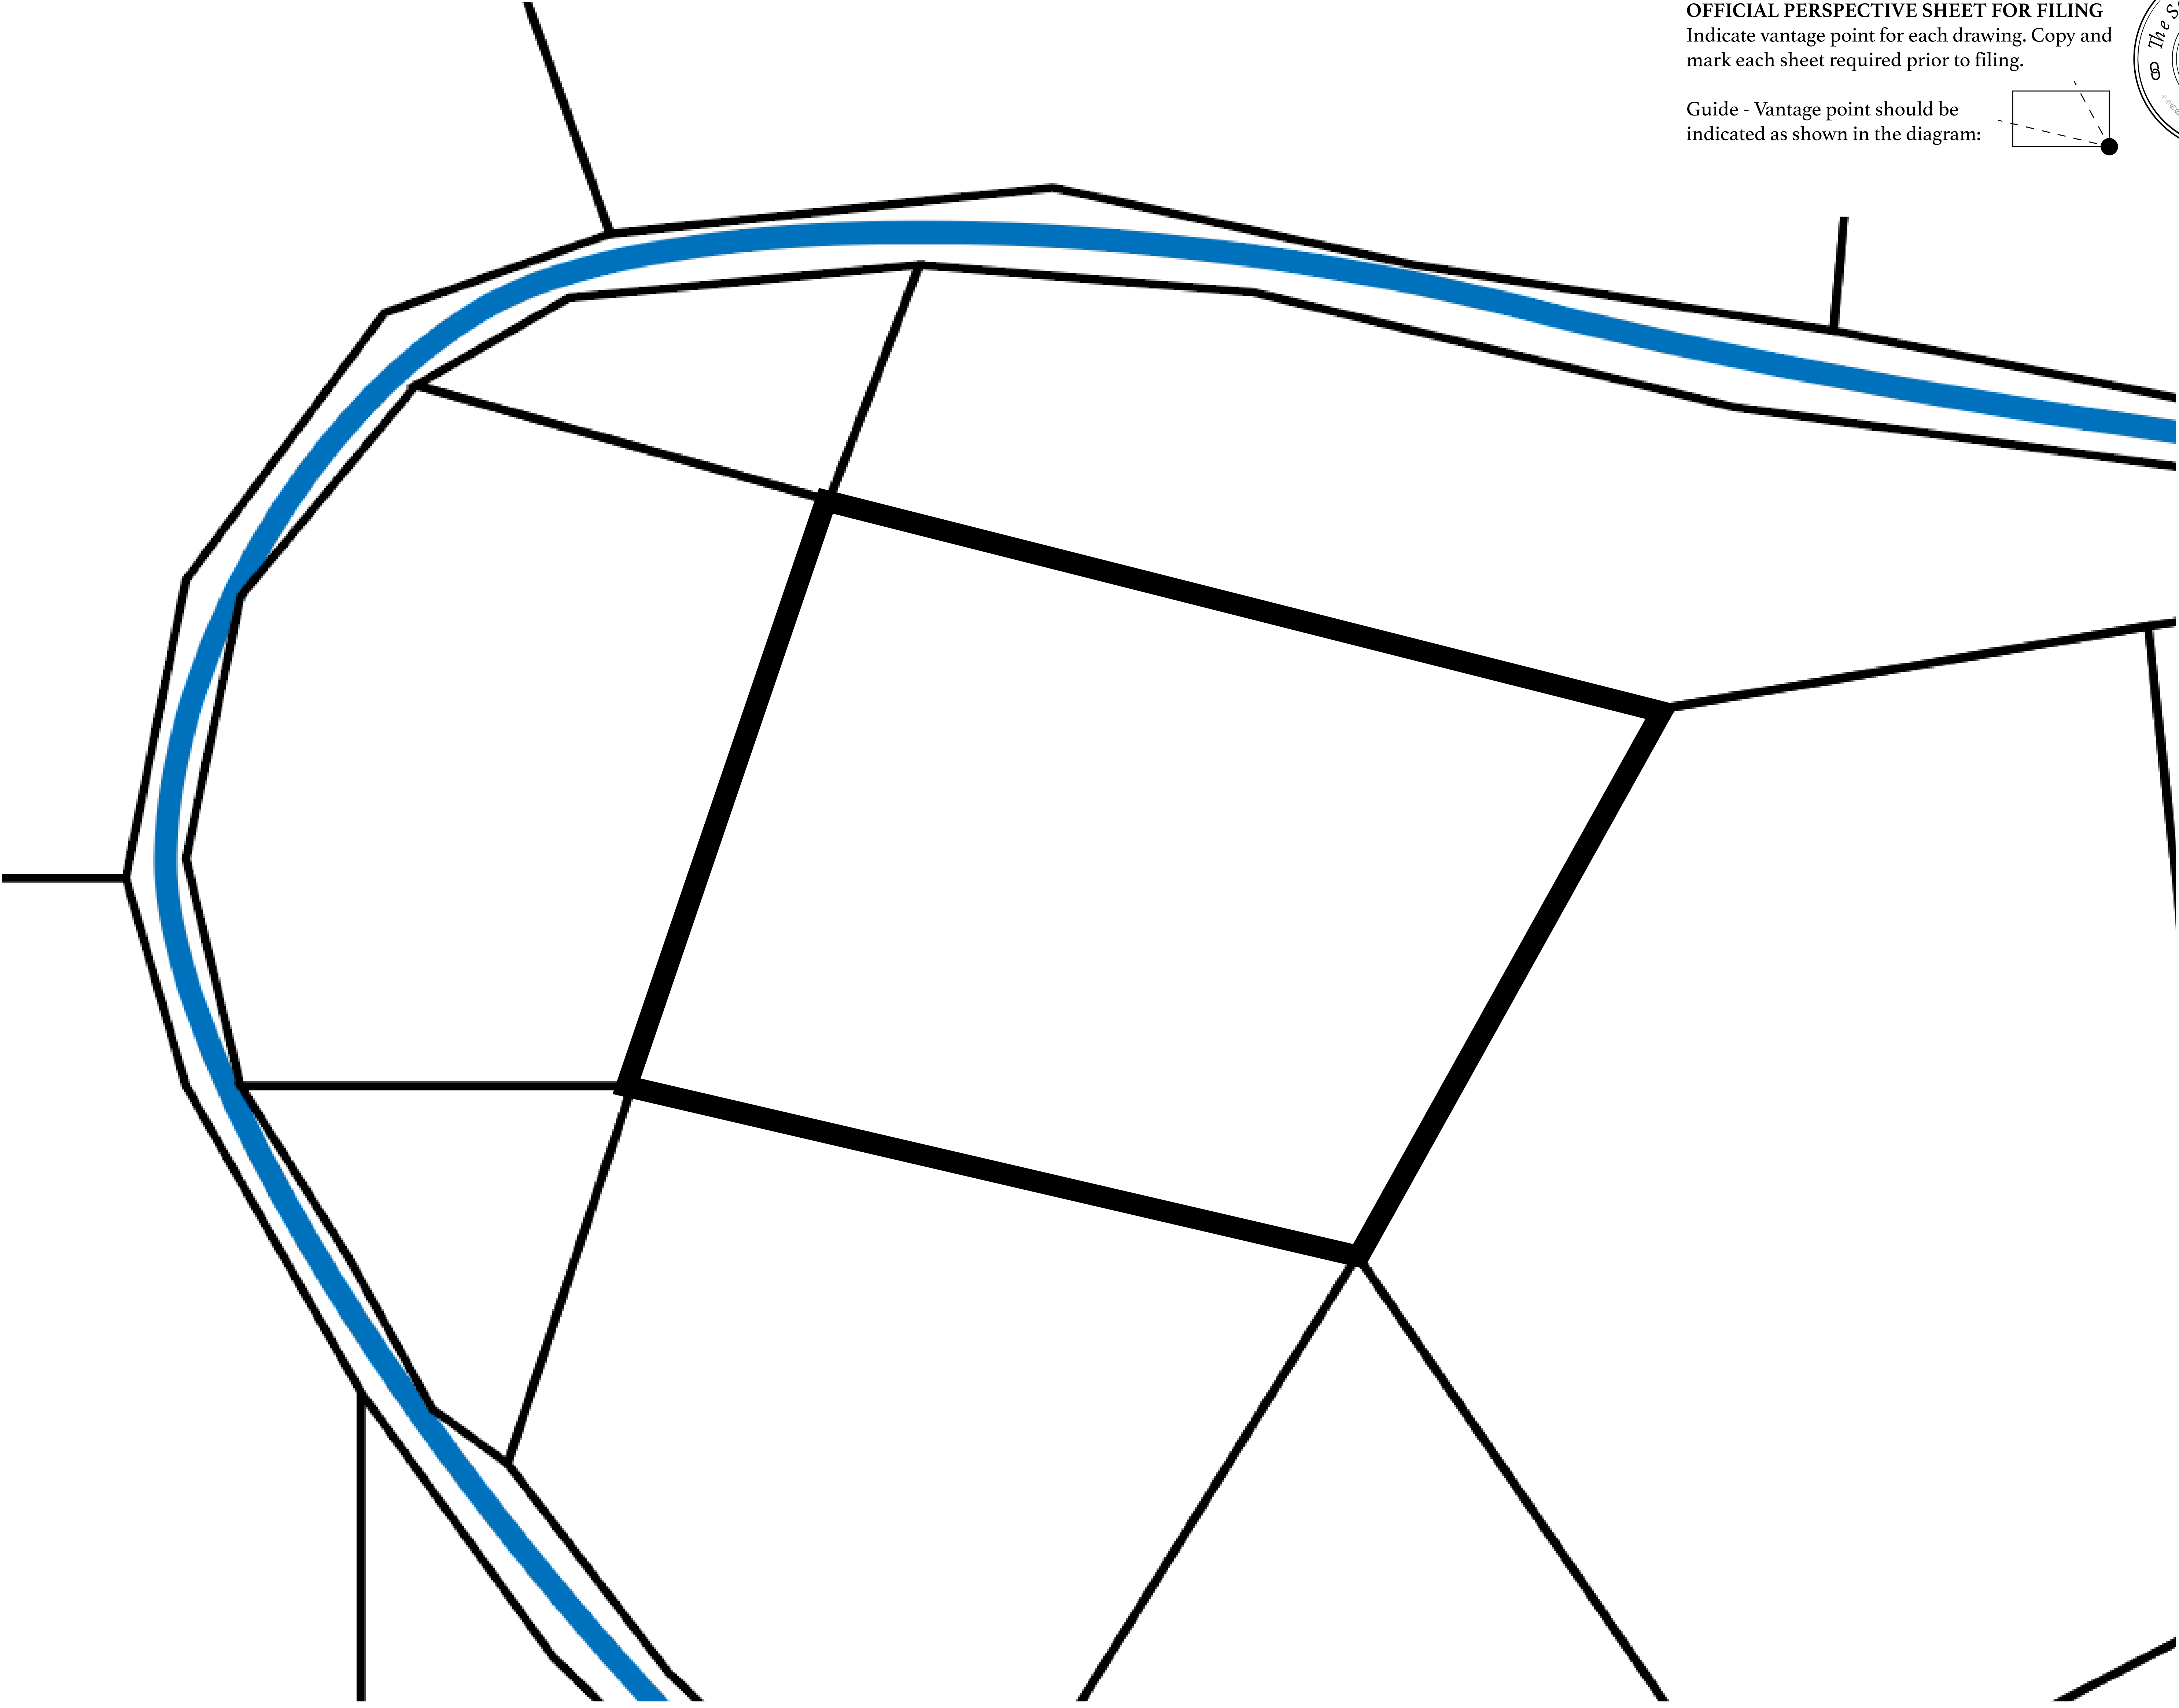 OFFICIAL PERSPECTIVE SHEET FOR FILING
Indicate vantage point for each drawing. Copy and
mark each sheet required prior to filing.
Guide - Vantage point should be
indicated as shown in the diagram:
The